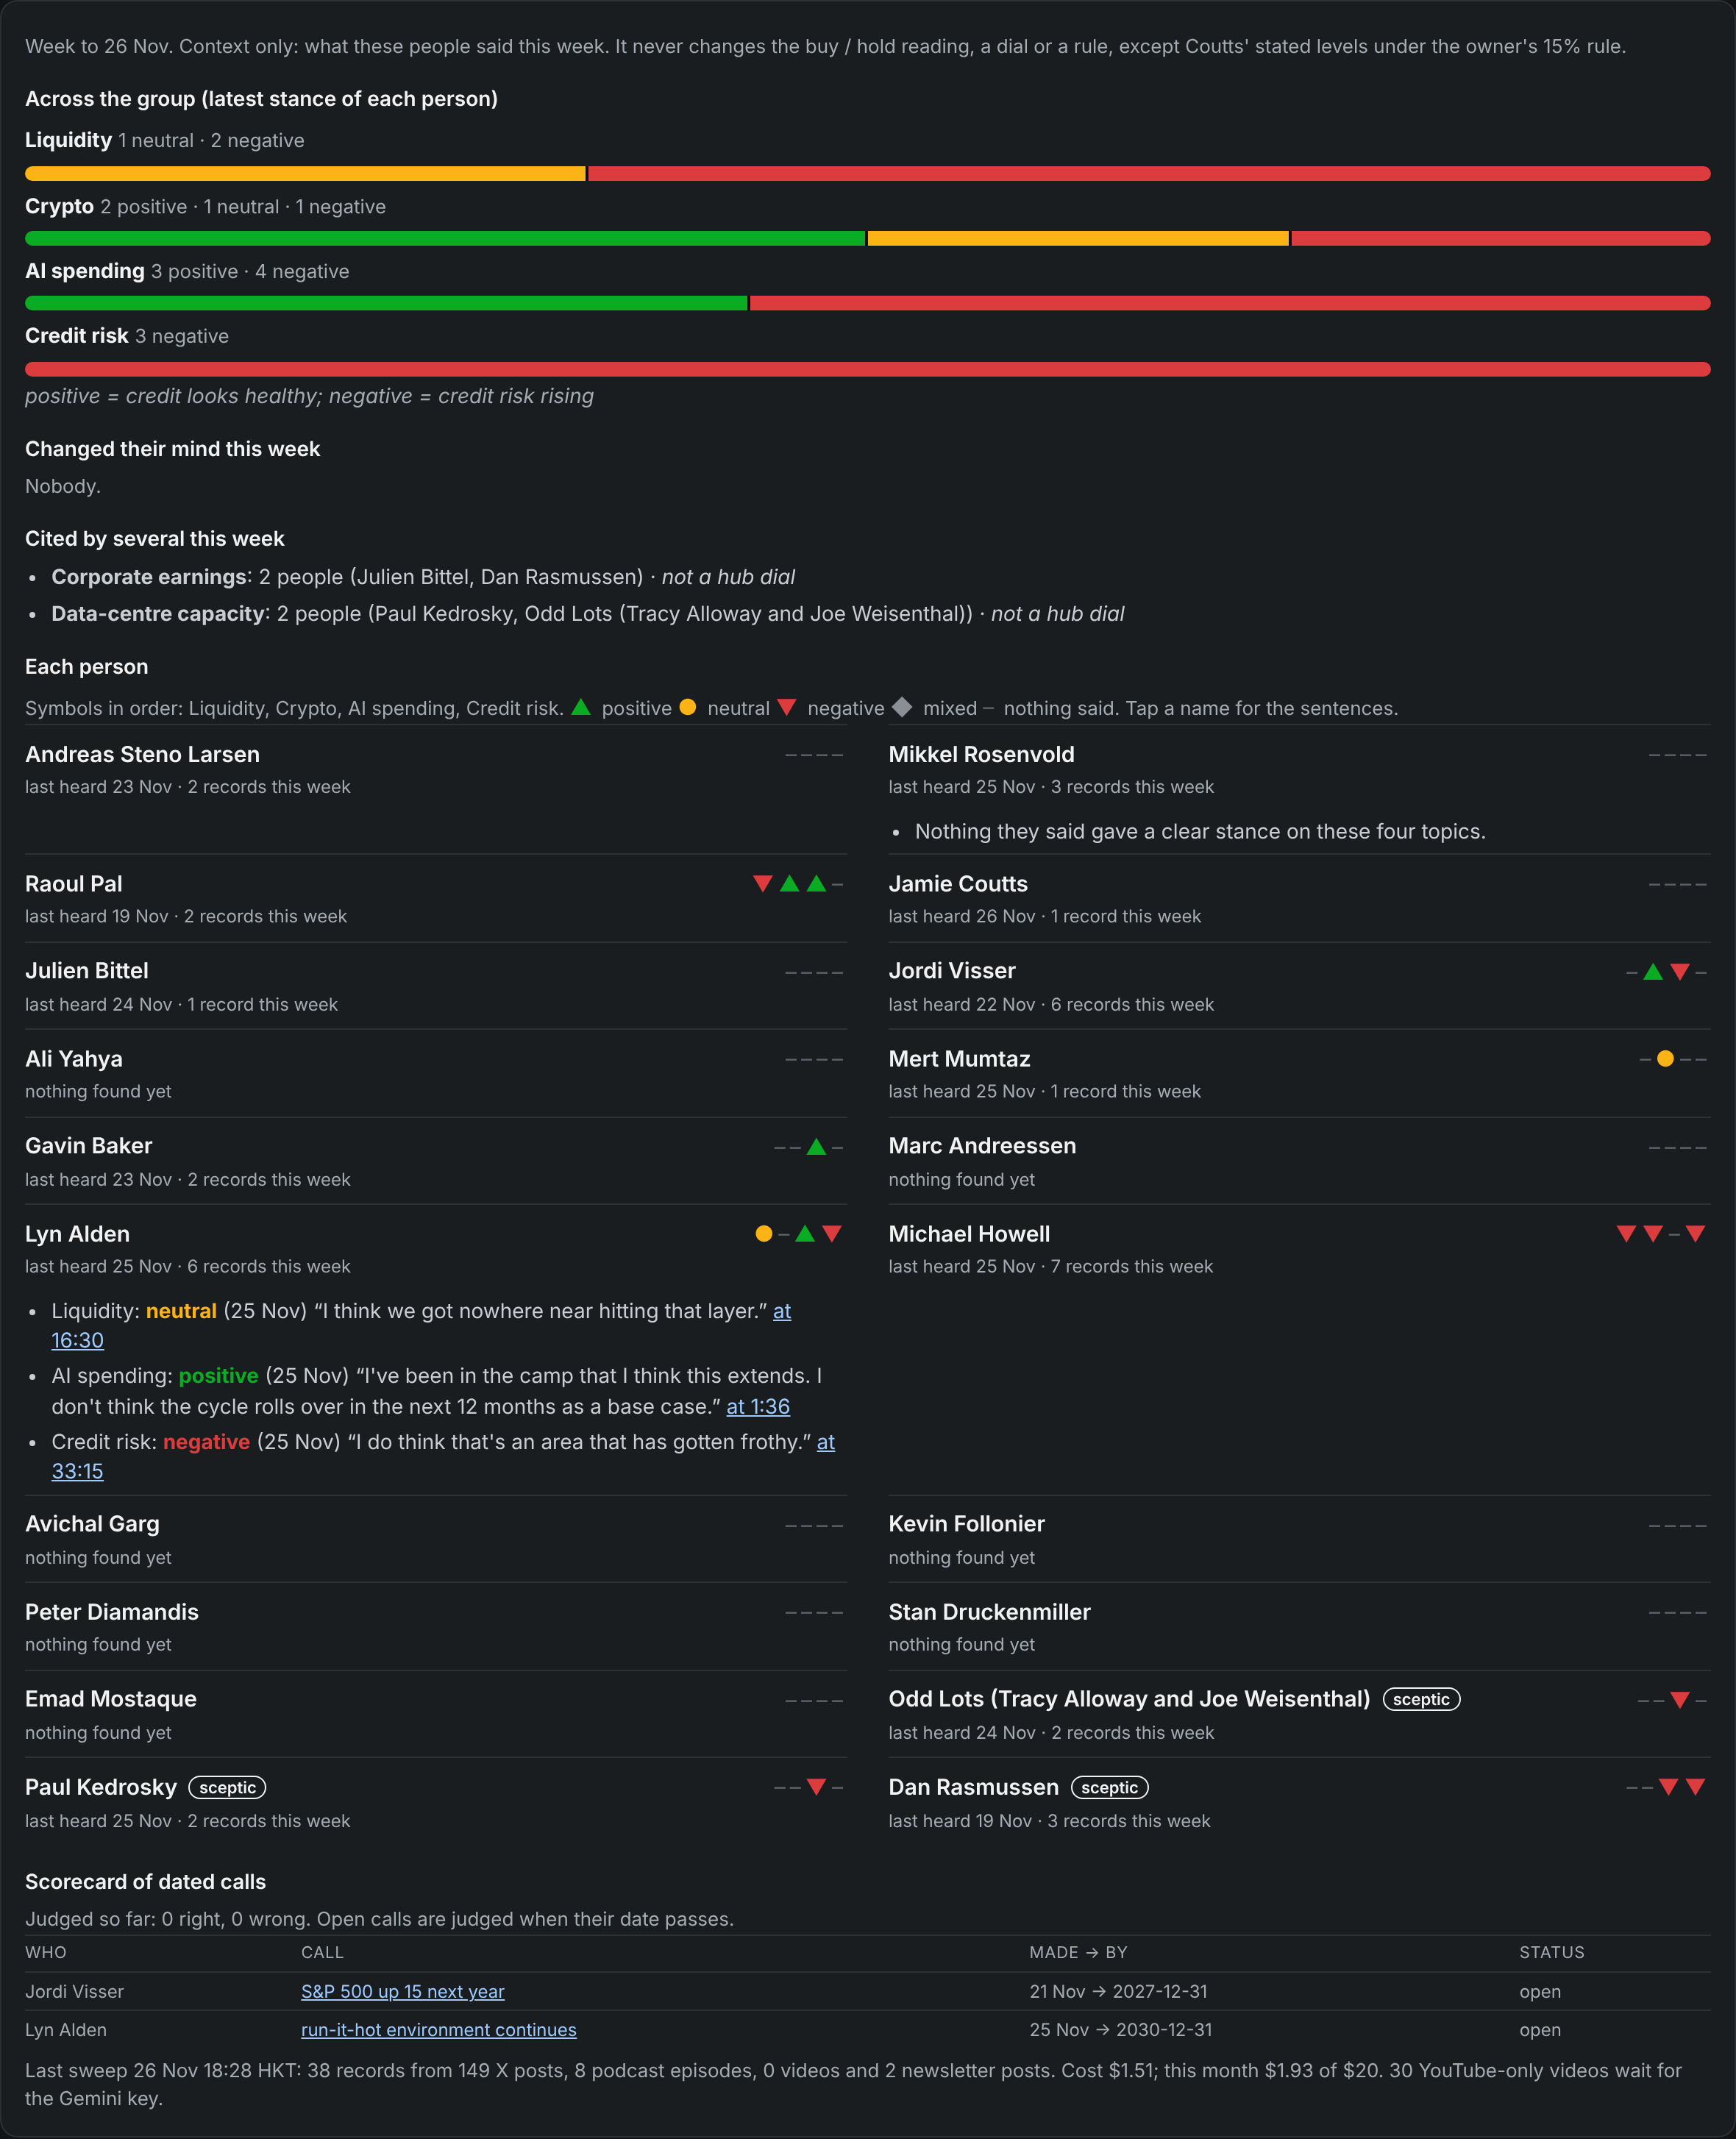 Week to 26 Nov. Context only: what these people said this week. It never changes the buy / hold reading, a dial or a rule, except Coutts' stated levels under the owner's 15% rule.
Across the group (latest stance of each person)
Liquidity 1 neutral · 2 negative
Crypto 2 positive · 1 neutral · 1 negative
AI spending 3 positive · 4 negative
Credit risk 3 negative
positive = credit looks healthy; negative = credit risk rising
Changed their mind this week
Nobody.
Cited by several this week
• Corporate earnings: 2 people (Julien Bittel, Dan Rasmussen) · not a hub dial
• Data-centre capacity: 2 people (Paul Kedrosky, Odd Lots (Tracy Alloway and Joe Weisenthal)) · not a hub dial
Each person
Symbols in order: Liquidity, Crypto, AI spending, Credit risk. ▲ positive ● neutral ▼ negative ◆ mixed – nothing said. Tap a name for the sentences.
Andreas Steno Larsen – – – –
last heard 23 Nov · 2 records this week
Mikkel Rosenvold – – – –
last heard 25 Nov · 3 records this week
• Nothing they said gave a clear stance on these four topics.
Raoul Pal ▼ ▲ ▲ –
last heard 19 Nov · 2 records this week
Jamie Coutts – – – –
last heard 26 Nov · 1 record this week
Julien Bittel – – – –
last heard 24 Nov · 1 record this week
Jordi Visser – ▲ ▼ –
last heard 22 Nov · 6 records this week
Ali Yahya – – – –
nothing found yet
Mert Mumtaz – ● – –
last heard 25 Nov · 1 record this week
Gavin Baker – – ▲ –
last heard 23 Nov · 2 records this week
Marc Andreessen – – – –
nothing found yet
Lyn Alden ● – ▲ ▼
last heard 25 Nov · 6 records this week
• Liquidity: neutral (25 Nov) “I think we got nowhere near hitting that layer.” at
16:30
• AI spending: positive (25 Nov) “I've been in the camp that I think this extends. I
don't think the cycle rolls over in the next 12 months as a base case.” at 1:36
• Credit risk: negative (25 Nov) “I do think that's an area that has gotten frothy.” at
33:15
Michael Howell ▼ ▼ – ▼
last heard 25 Nov · 7 records this week
Avichal Garg – – – –
nothing found yet
Kevin Follonier – – – –
nothing found yet
Peter Diamandis – – – –
nothing found yet
Stan Druckenmiller – – – –
nothing found yet
Emad Mostaque – – – –
nothing found yet
Odd Lots (Tracy Alloway and Joe Weisenthal) sceptic – – ▼ –
last heard 24 Nov · 2 records this week
Paul Kedrosky sceptic – – ▼ –
last heard 25 Nov · 2 records this week
Dan Rasmussen sceptic – – ▼ ▼
last heard 19 Nov · 3 records this week
Scorecard of dated calls
Judged so far: 0 right, 0 wrong. Open calls are judged when their date passes.
WHO CALL MADE → BY STATUS
Jordi Visser S&P 500 up 15 next year 21 Nov → 2027-12-31 open
Lyn Alden run-it-hot environment continues 25 Nov → 2030-12-31 open
Last sweep 26 Nov 18:28 HKT: 38 records from 149 X posts, 8 podcast episodes, 0 videos and 2 newsletter posts. Cost $1.51; this month $1.93 of $20. 30 YouTube-only videos wait for
the Gemini key.